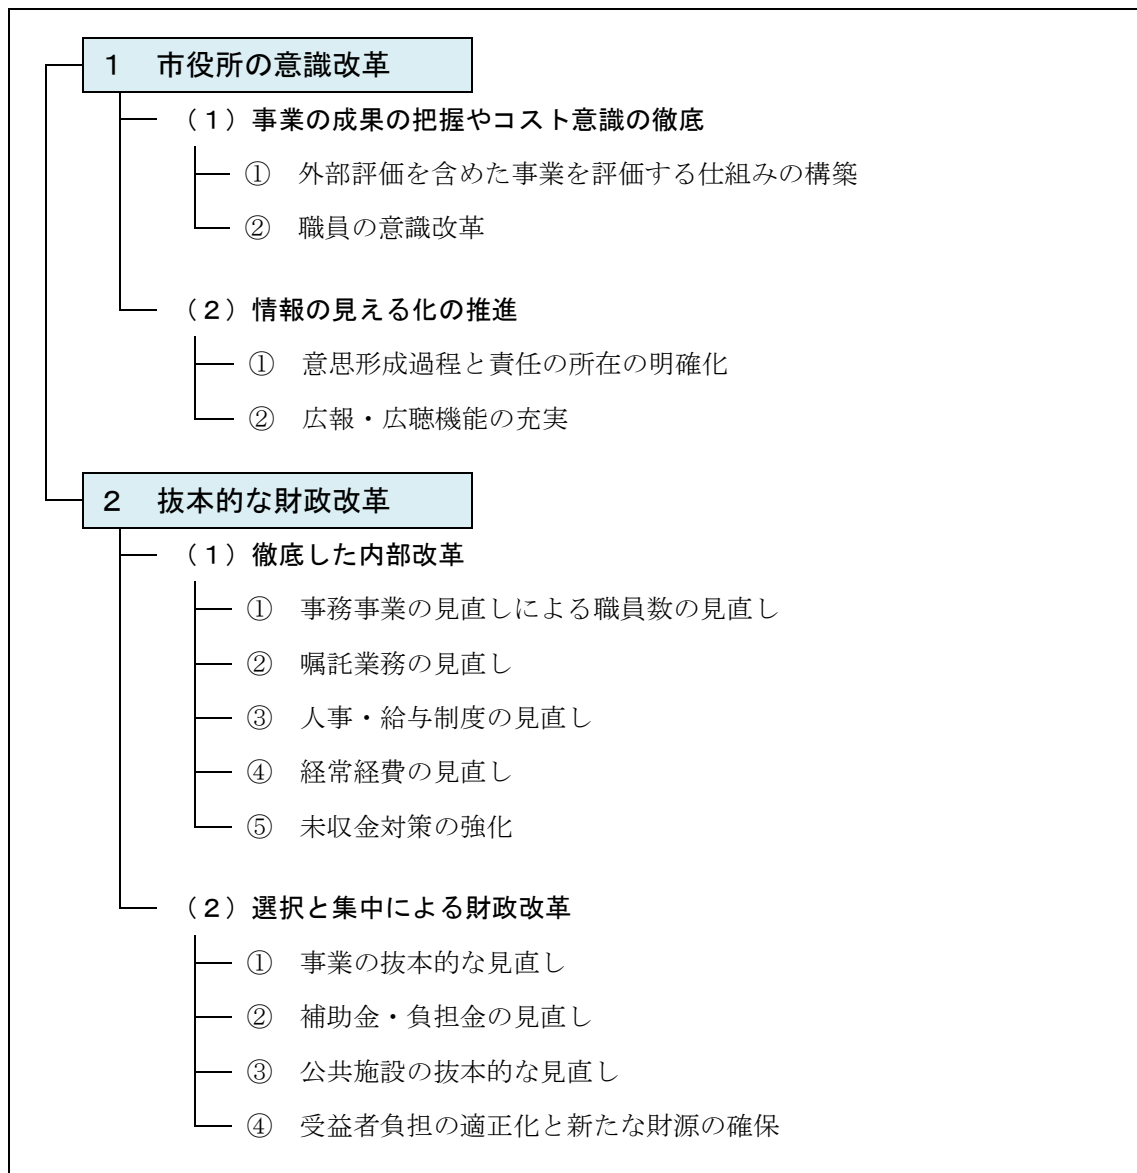 １　市役所の意識改革
（１）事業の成果の把握やコスト意識の徹底
①　外部評価を含めた事業を評価する仕組みの構築
②　職員の意識改革
（２）情報の見える化の推進
①　意思形成過程と責任の所在の明確化
②　広報・広聴機能の充実
２　抜本的な財政改革
（１）徹底した内部改革
①　事務事業の見直しによる職員数の見直し
②　嘱託業務の見直し
③　人事・給与制度の見直し
④　経常経費の見直し
⑤　未収金対策の強化
（２）選択と集中による財政改革
①　事業の抜本的な見直し
②　補助金・負担金の見直し
③　公共施設の抜本的な見直し
④　受益者負担の適正化と新たな財源の確保